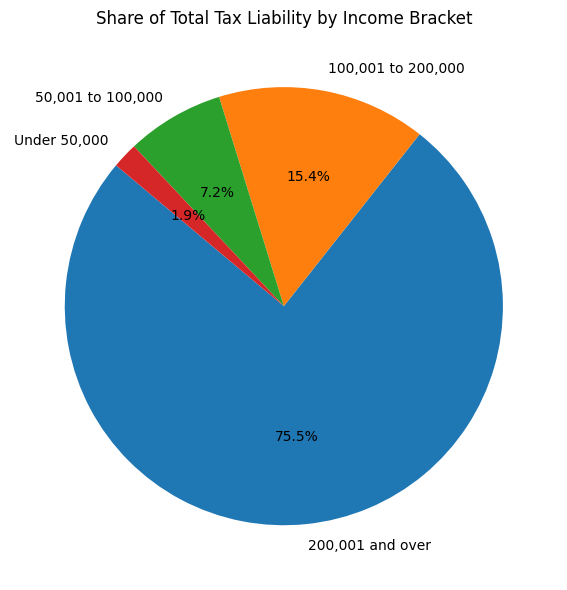 Share of Total Tax Liability by Income Bracket
100,001 to 200,000
50,001 to 100,000
Under 50,000
15.4%
7.2%
1.9%
75.5%
200,001 and over